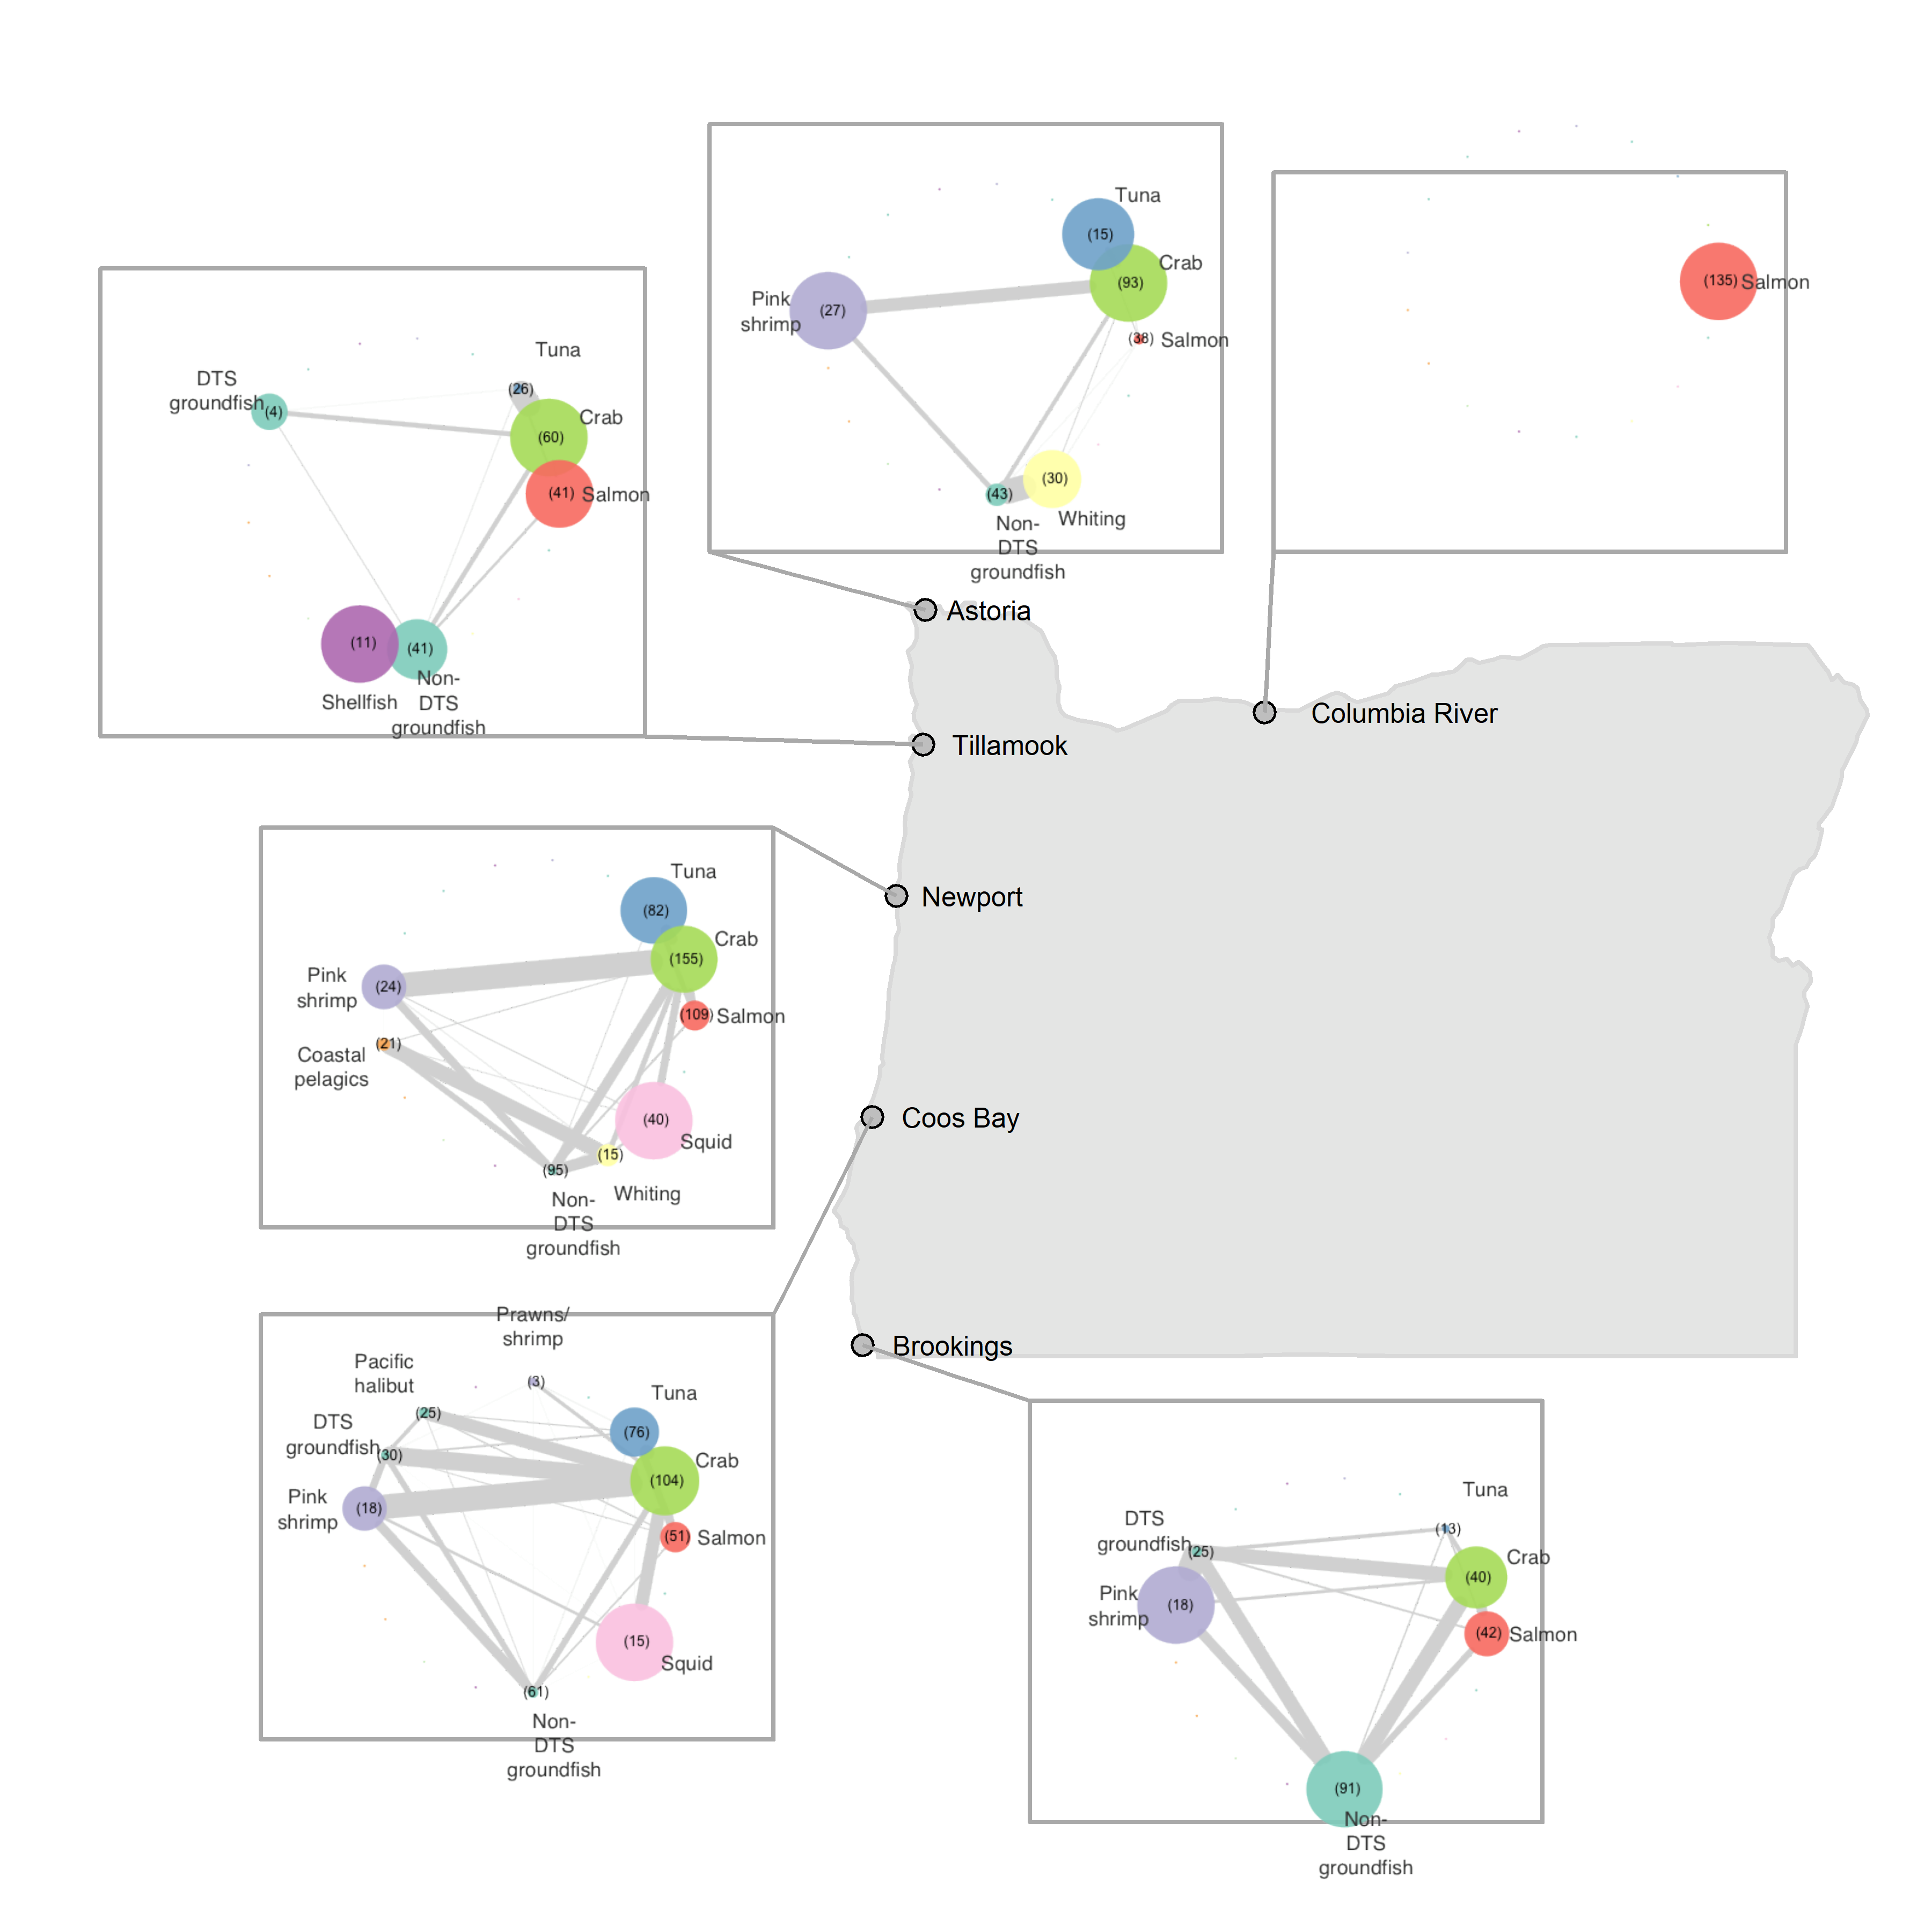 Tuna
(15)
Crab
(93)
Pink
shrimp
(27)
(38)
Salmon
(30)
(43)
Whiting
Non-
DTS
groundfish
(135)
Salmon
Tuna
DTS
groundfish
(4)
(26)
Crab
(60)
(41)
Salmon
(11)
(41)
Shellfish
Non-
DTS
groundfish
Astoria
Columbia River
Tillamook
Newport
Coos Bay
Brookings
Tuna
(82)
Crab
(155)
Pink
shrimp
(24)
(109)
Salmon
(21)
Coastal
pelagics
(40)
Squid
(15)
(95)
Whiting
Non-
DTS
groundfish
Prawns/
shrimp
Pacific
halibut
(3)
Tuna
(25)
DTS
groundfish
(76)
(30)
Crab
(104)
Pink
shrimp
(18)
(51)
Salmon
(15)
Squid
(61)
Non-
DTS
groundfish
Tuna
DTS
groundfish
(13)
(25)
Crab
(40)
Pink
shrimp
(18)
(42)
Salmon
(91)
Non-
DTS
groundfish